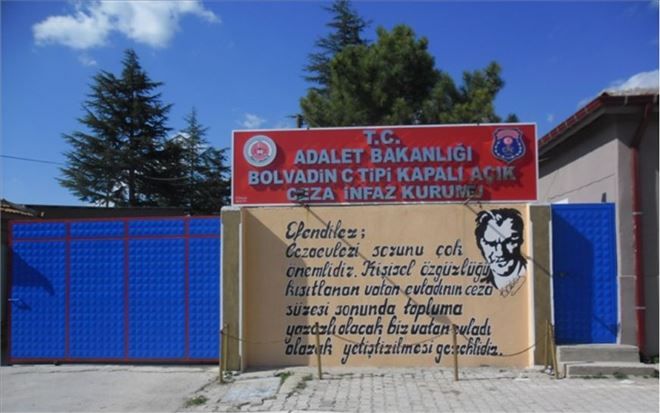 T.C.
ADALET BAKANLIĞI
BOLVADİN C TİPİ KAPALI AÇIK
CEZA İNFAZ KURUMU
Efendiler;
Cezaevleri sorunu çok
önemlidir. Kişisel özgürlüğü
kısıtlanan vatan evladının ceza
süresi sonunda topluma
yararlı olacak bir vatan evladı
olarak yetiştirilmesi gereklidir.